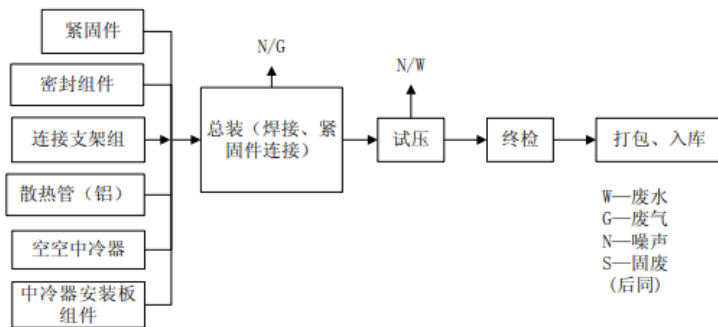 紧固件
密封组件
连接支架组
散热管（铝）
空空中冷器
中冷器安装板
组件
N/G
总装（焊接、紧
固件连接）
N/W
试压
终检
打包、入库
W—废水
G—废气
N—噪声
S—固废
(后同)